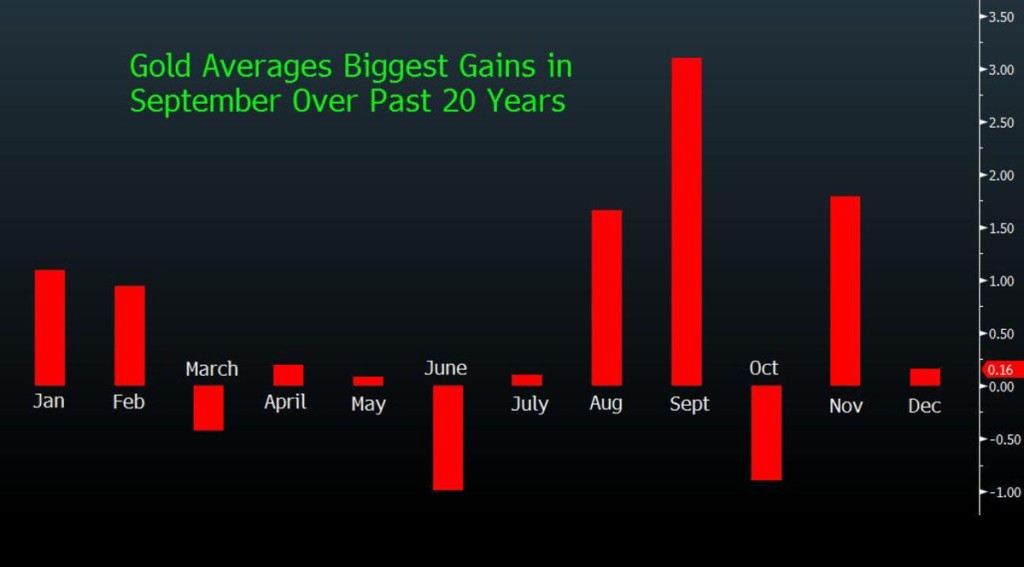 Gold Averages Biggest Gains in
September Over Past 20 Years
3.50
3.00
2.50
2.00
1.50
1.00
0.50
0.16
0.00
-0.50
-1.00
Jan
Feb
March
April
May
June
July
Aug
Sept
Oct
Nov
Dec